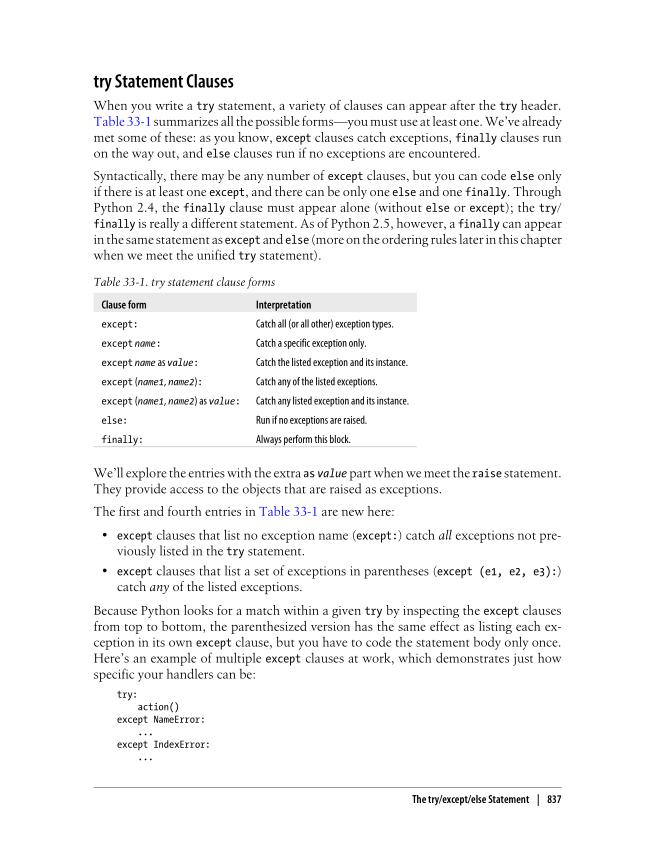 try Statement Clauses
When you write a try statement, a variety of clauses can appear after the try header.
Table 33-1 summarizes all the possible forms—you must use at least one. We’ve already
met some of these: as you know, except clauses catch exceptions, finally clauses run
on the way out, and else clauses run if no exceptions are encountered.
Syntactically, there may be any number of except clauses, but you can code else only
if there is at least one except, and there can be only one else and one finally. Through
Python 2.4, the finally clause must appear alone (without else or except); the try/
finally is really a different statement. As of Python 2.5, however, a finally can appear
in the same statement as except and else (more on the ordering rules later in this chapter
when we meet the unified try statement).
Table 33-1. try statement clause forms
Clause form Interpretation
except: Catch all (or all other) exception types.
except name: Catch a specific exception only.
except name as value: Catch the listed exception and its instance.
except (name1, name2): Catch any of the listed exceptions.
except (name1, name2) as value: Catch any listed exception and its instance.
else: Run if no exceptions are raised.
finally: Always perform this block.
We’ll explore the entries with the extra as value part when we meet the raise statement.
They provide access to the objects that are raised as exceptions.
The first and fourth entries in Table 33-1 are new here:
• except clauses that list no exception name (except:) catch all exceptions not pre-
viously listed in the try statement.
• except clauses that list a set of exceptions in parentheses (except (e1, e2, e3):)
catch any of the listed exceptions.
Because Python looks for a match within a given try by inspecting the except clauses
from top to bottom, the parenthesized version has the same effect as listing each ex-
ception in its own except clause, but you have to code the statement body only once.
Here’s an example of multiple except clauses at work, which demonstrates just how
specific your handlers can be:
try:
    action()
except NameError:
    ...
except IndexError:
    ...
The try/except/else Statement | 837